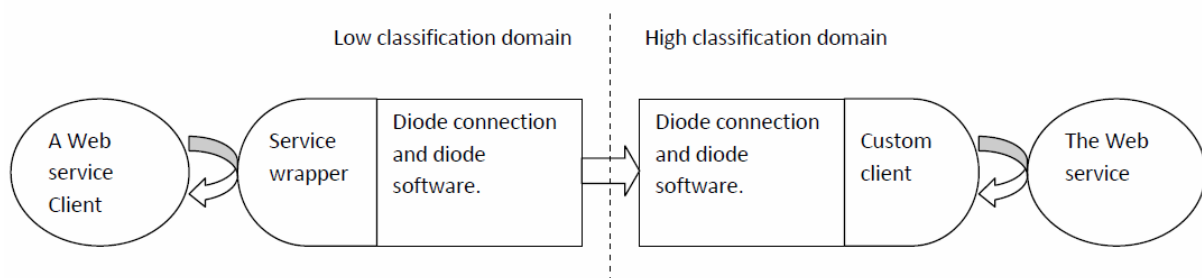 Low classification domain
High classification domain
A Web
service
Client
Service
wrapper
Diode connection
and diode
software.
Diode connection
and diode
software.
Custom
client
The Web
service